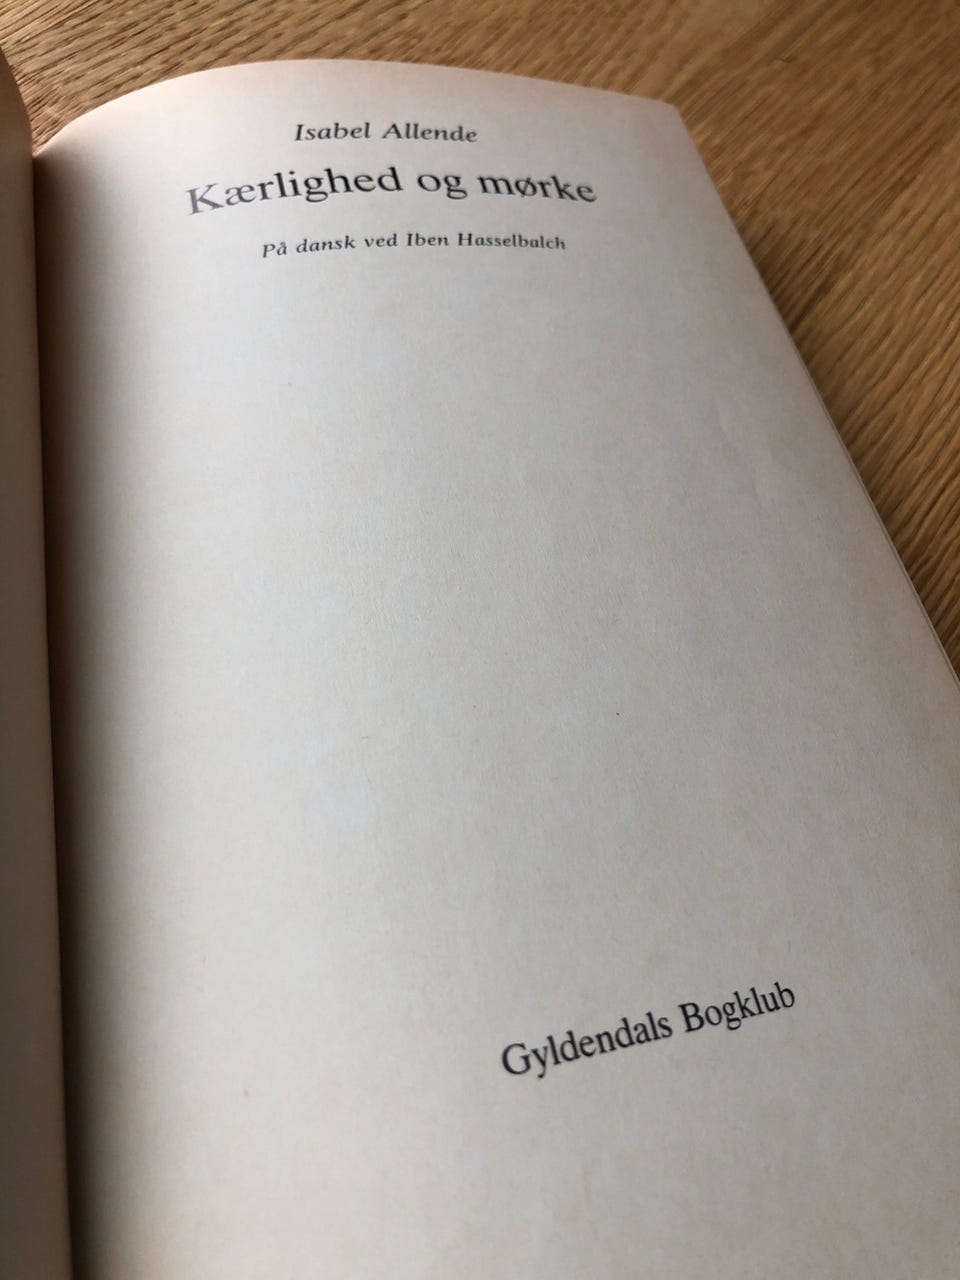 Isabel Allende
Kærlighed og mørke
På dansk ved Iben Hasselbalch
Gyldendals Bogklub